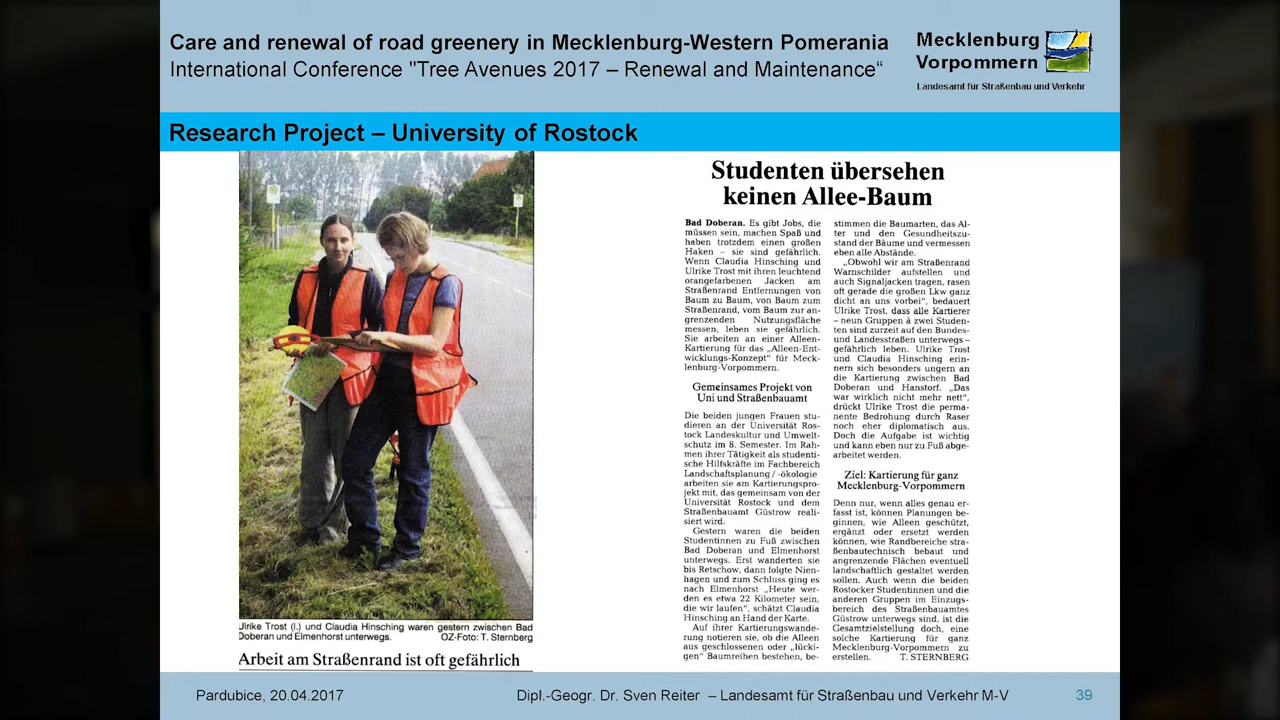 Care and renewal of road greenery in Mecklenburg-Western Pomerania
International Conference "Tree Avenues 2017 – Renewal and Maintenance“
Mecklenburg
Vorpommern
Landesamt für Straßenbau und Verkehr
Research Project – University of Rostock
Ulrike Trost (l.) und Claudia Hinsching waren gestern zwischen Bad
Doberan und Elmenhorst unterwegs. OZ-Foto: T. Sternberg
Arbeit am Straßenrand ist oft gefährlich
Studenten übersehen
keinen Allee-Baum
Bad Doberan. Es gibt Jobs, die
müssen sein, machen Spaß und
haben trotzdem einen großen
Haken – sie sind gefährlich.
Wenn Claudia Hinsching und
Ulrike Trost mit ihren leuchtend
orangefarbenen Jacken am
Straßenrand Entfernungen von
Baum zu Baum, von Baum zum
Straßenrand, vom Baum zur an-
grenzenden Nutzungsfläche
messen, leben sie gefährlich.
Sie arbeiten an einer Alleen-
Kartierung für das „Alleen-Ent-
wicklungs-Konzept“ für Meck-
lenburg-Vorpommern.
Gemeinsames Projekt von
Uni und Straßenbauamt
Die beiden jungen Frauen stu-
dieren an der Universität Ros-
tock Landeskultur und Umwelt-
schutz im 8. Semester. Im Rah-
men ihrer Tätigkeit als studenti-
sche Hilfskräfte im Fachbereich
Landschaftsplanung / -ökologie
arbeiten sie am Kartierungspro-
jekt mit, das gemeinsam von der
Universität Rostock und dem
Straßenbauamt Güstrow reali-
siert wird.
Gestern waren die beiden
Studentinnen zu Fuß zwischen
Bad Doberan und Elmenhorst
unterwegs. Erst wanderten sie
bis Retschow, dann folgte Nien-
hagen und zum Schluss ging es
nach Elmenhorst „Heute wer-
den es etwa 22 Kilometer sein,
die wir laufen“, schätzt Claudia
Hinsching an Hand der Karte.
Auf ihrer Kartierungswande-
rung notieren sie, ob die Alleen
aus geschlossenen oder „lücki-
gen“ Baumreihen bestehen, be-
stimmen die Baumarten, das Al-
ter und den Gesundheitszu-
stand der Bäume und vermessen
eben alle Abstände.
„Obwohl wir am Straßenrand
Warnschilder aufstellen und
auch Signaljacken tragen, rasen
oft gerade die großen Lkw ganz
dicht an uns vorbei“, bedauert
Ulrike Trost, dass alle Kartierer
– neun Gruppen à zwei Studen-
ten sind zurzeit auf den Bundes-
und Landesstraßen unterwegs –
gefährlich leben. Ulrike Trost
und Claudia Hinsching erin-
nern sich besonders ungern an
die Kartierung zwischen Bad
Doberan und Hanstorf. „Das
war wirklich nicht mehr nett“,
drückt Ulrike Trost die perma-
nente Bedrohung durch Raser
noch eher diplomatisch aus.
Doch die Aufgabe ist wichtig
und kann eben nur zu Fuß abge-
arbeitet werden.
Ziel: Kartierung für ganz
Mecklenburg-Vorpommern
Denn nur, wenn alles genau er-
fasst ist, können Planungen be-
ginnen, wie Alleen geschützt,
ergänzt oder ersetzt werden
können, wie Randbereiche stra-
ßenbautechnisch bebaut und
angrenzende Flächen eventuell
landschaftlich gestaltet werden
sollen. Auch wenn die beiden
Rostocker Studentinnen und die
anderen Gruppen im Einzugs-
bereich des Straßenbauamtes
Güstrow unterwegs sind, ist die
Gesamtzielstellung doch, eine
solche Kartierung für ganz
Mecklenburg-Vorpommern zu
erstellen. T. STERNBERG
Pardubice, 20.04.2017
Dipl.-Geogr. Dr. Sven Reiter – Landesamt für Straßenbau und Verkehr M-V
39